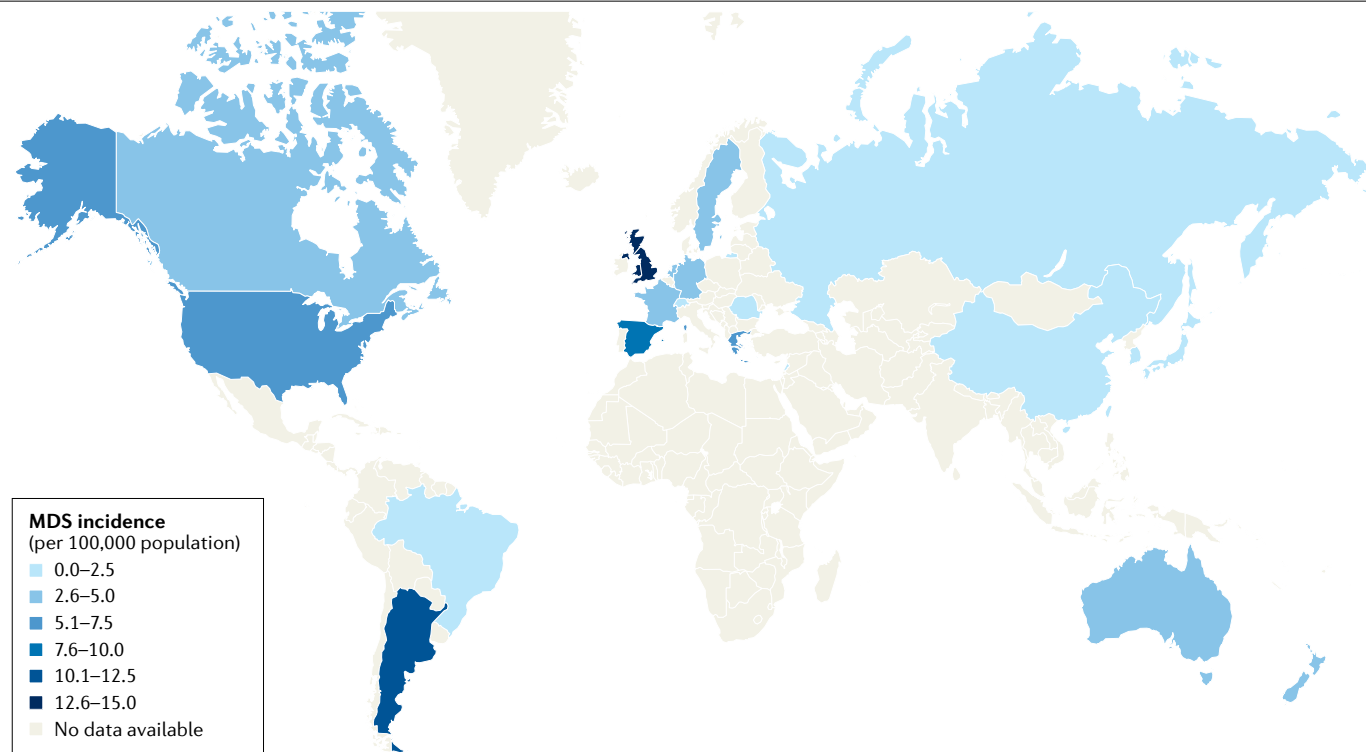 MDS incidence
(per 100,000 population)
0.0–2.5
2.6–5.0
5.1–7.5
7.6–10.0
10.1–12.5
12.6–15.0
No data available